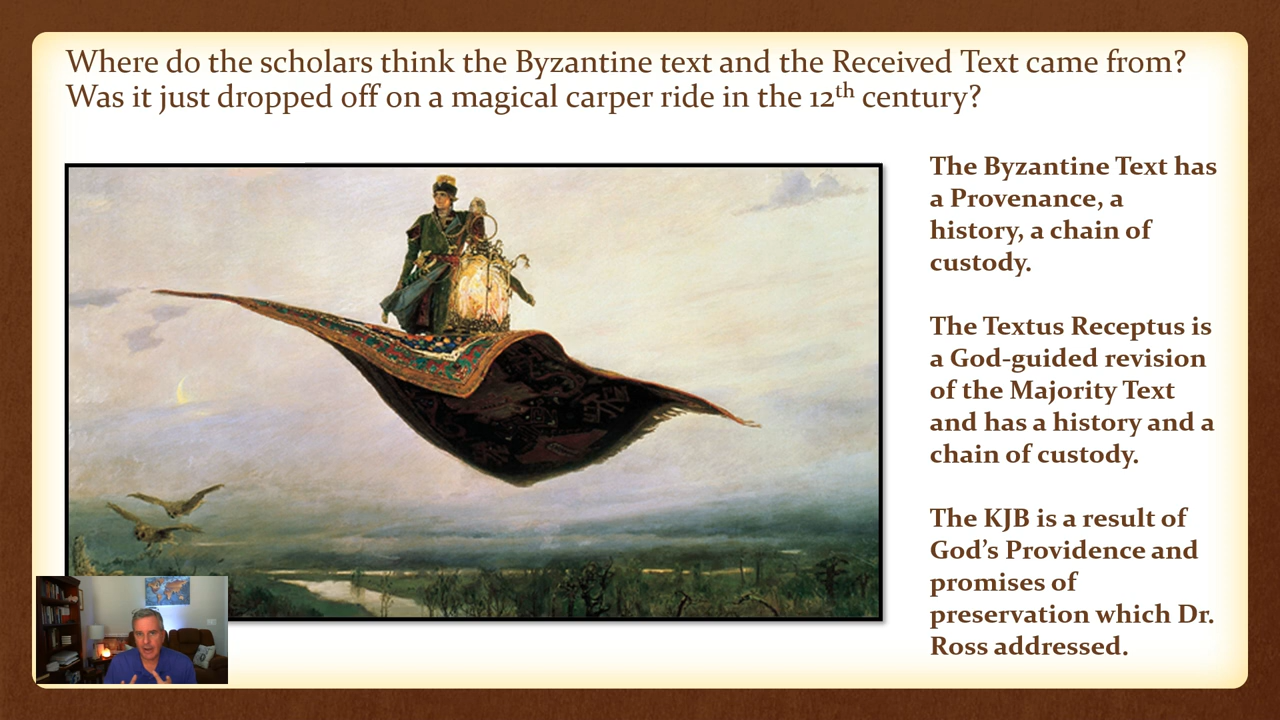 Where do the scholars think the Byzantine text and the Received Text came from?
Was it just dropped off on a magical carper ride in the 12th century?
The Byzantine Text has
a Provenance, a
history, a chain of
custody.
The Textus Receptus is
a God-guided revision
of the Majority Text
and has a history and a
chain of custody.
The KJB is a result of
God’s Providence and
promises of
preservation which Dr.
Ross addressed.